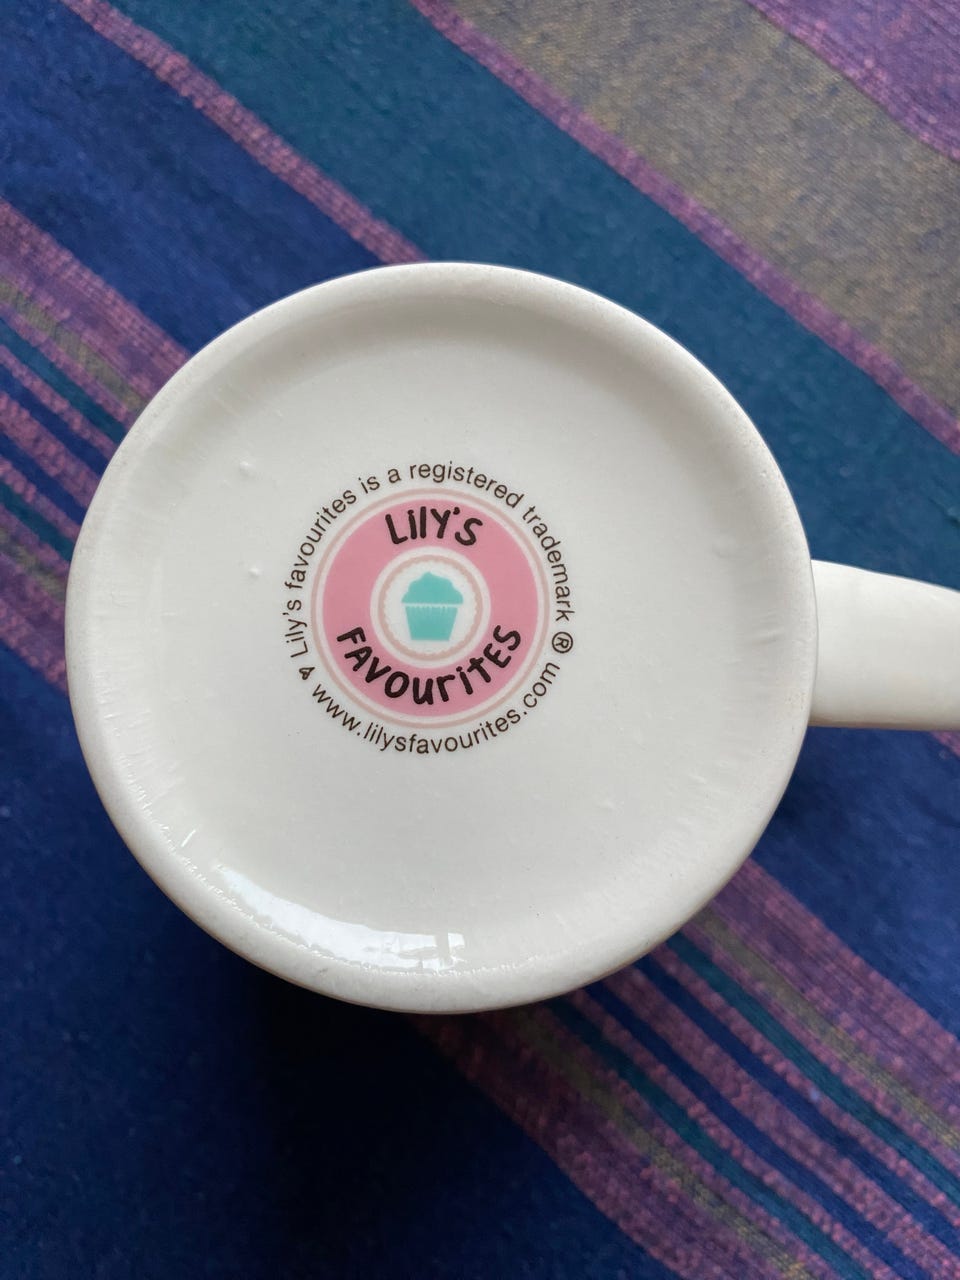 Lily's favourites is a registered trademark ®
LiLY'S
FAVOURiTES
www.lilysfavourites.com